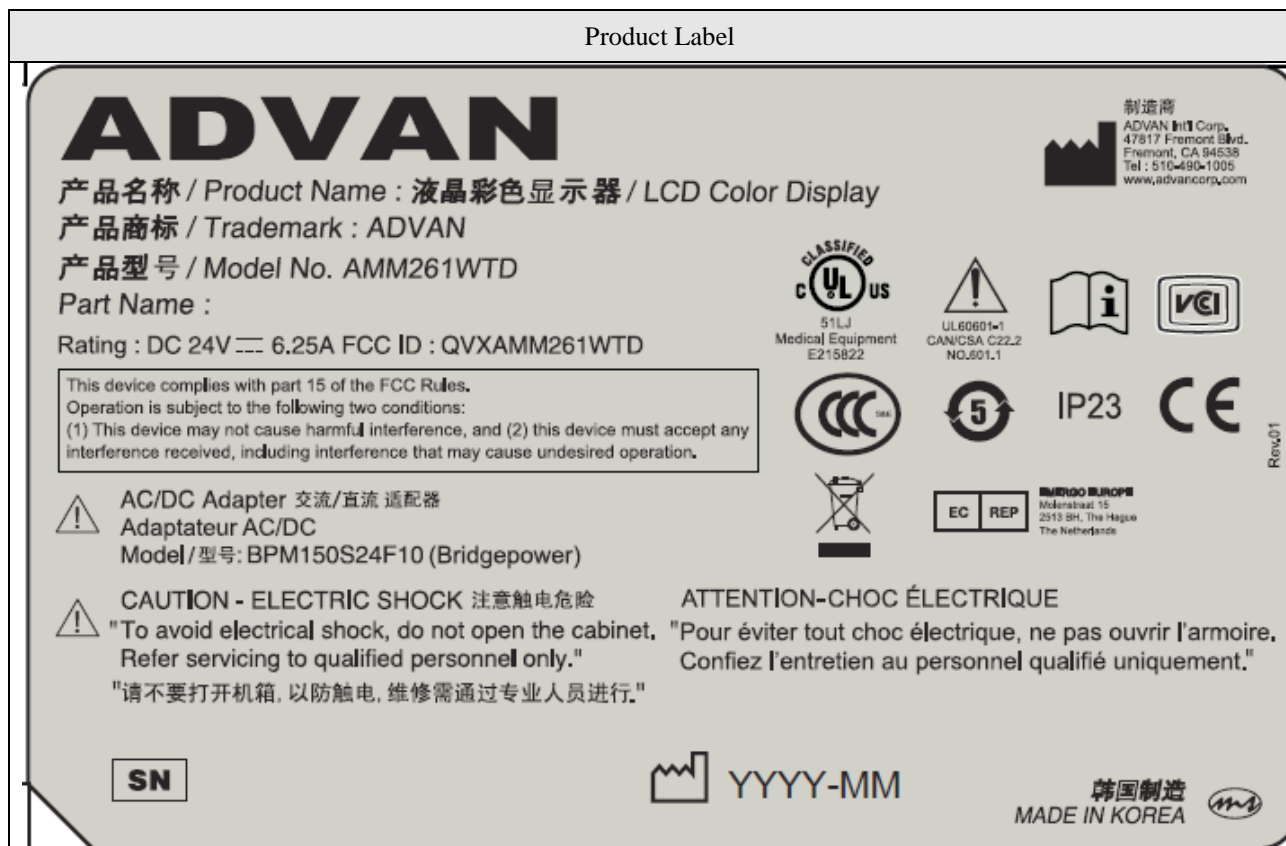 Product Label
ADVAN
产品名称 / Product Name : 液晶彩色显示器 / LCD Color Display
产品商标 / Trademark : ADVAN
产品型号 / Model No. AMM261WTD
Part Name :
Rating : DC 24V ⎓ 6.25A FCC ID : QVXAMM261WTD
This device complies with part 15 of the FCC Rules.
Operation is subject to the following two conditions:
(1) This device may not cause harmful interference, and (2) this device must accept any
interference received, including interference that may cause undesired operation.
AC/DC Adapter 交流/直流 适配器
Adaptateur AC/DC
Model/型号: BPM150S24F10 (Bridgepower)
CAUTION - ELECTRIC SHOCK 注意触电危险
"To avoid electrical shock, do not open the cabinet.
Refer servicing to qualified personnel only."
"请不要打开机箱, 以防触电, 维修需通过专业人员进行."
ATTENTION-CHOC ÉLECTRIQUE
"Pour éviter tout choc électrique, ne pas ouvrir l'armoire.
Confiez l'entretien au personnel qualifié uniquement."
制造商
ADVAN Int'l Corp.
47817 Fremont Blvd.
Fremont, CA 94538
Tel : 510-490-1005
www.advancorp.com
CLASSIFIED
C UL US
51LJ
Medical Equipment
E215822
UL60601-1
CAN/CSA C22.2
NO.601.1
i
VCI
CCC
5
IP23
CE
Rev.01
EC REP
EMERGO EUROPE
Molenstraat 15
2513 BH, The Hague
The Netherlands
SN
YYYY-MM
韩国制造
MADE IN KOREA